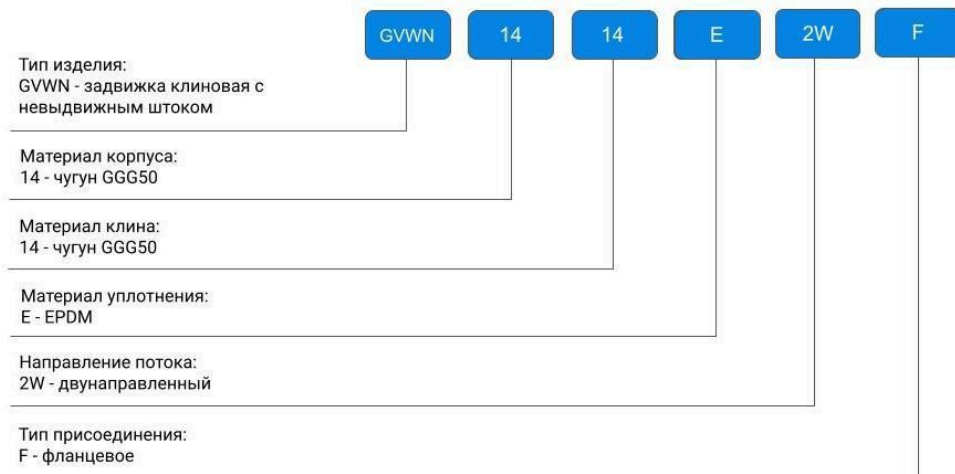 GVWN 14 14 E 2W F
Тип изделия:
GVWN - задвижка клиновая с
невыдвижным штоком
Материал корпуса:
14 - чугун GGG50
Материал клина:
14 - чугун GGG50
Материал уплотнения:
E - EPDM
Направление потока:
2W - двунаправленный
Тип присоединения:
F - фланцевое